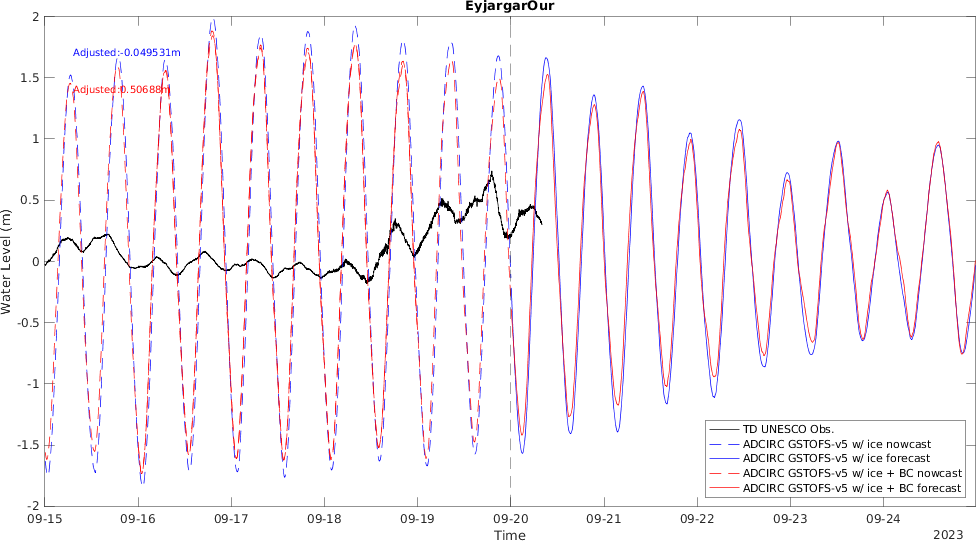 EyjargarOur
Adjusted:-0.049531m
Adjusted:0.50688m
Water Level (m)
2
1.5
1
0.5
0
-0.5
-1
-1.5
-2
TD UNESCO Obs.
ADCIRC GSTOFS-v5 w/ ice nowcast
ADCIRC GSTOFS-v5 w/ ice forecast
ADCIRC GSTOFS-v5 w/ ice + BC nowcast
ADCIRC GSTOFS-v5 w/ ice + BC forecast
09-15 09-16 09-17 09-18 09-19 09-20 09-21 09-22 09-23 09-24
Time
2023